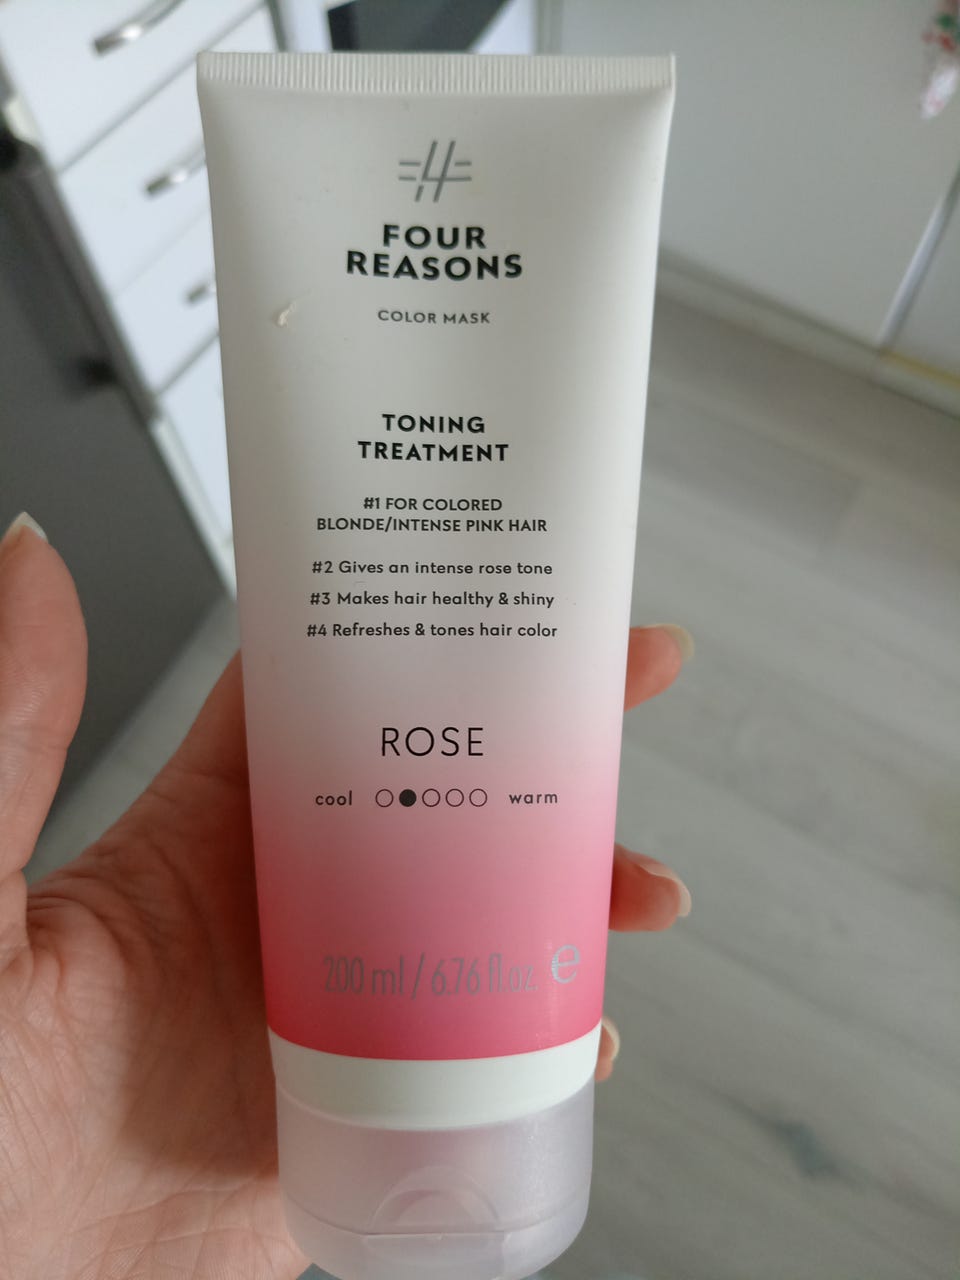 4
FOUR
REASONS
COLOR MASK
TONING
TREATMENT
#1 FOR COLORED
BLONDE/INTENSE PINK HAIR
#2 Gives an intense rose tone
#3 Makes hair healthy & shiny
#4 Refreshes & tones hair color
ROSE
cool warm
200 ml / 6.76 fl.oz. e